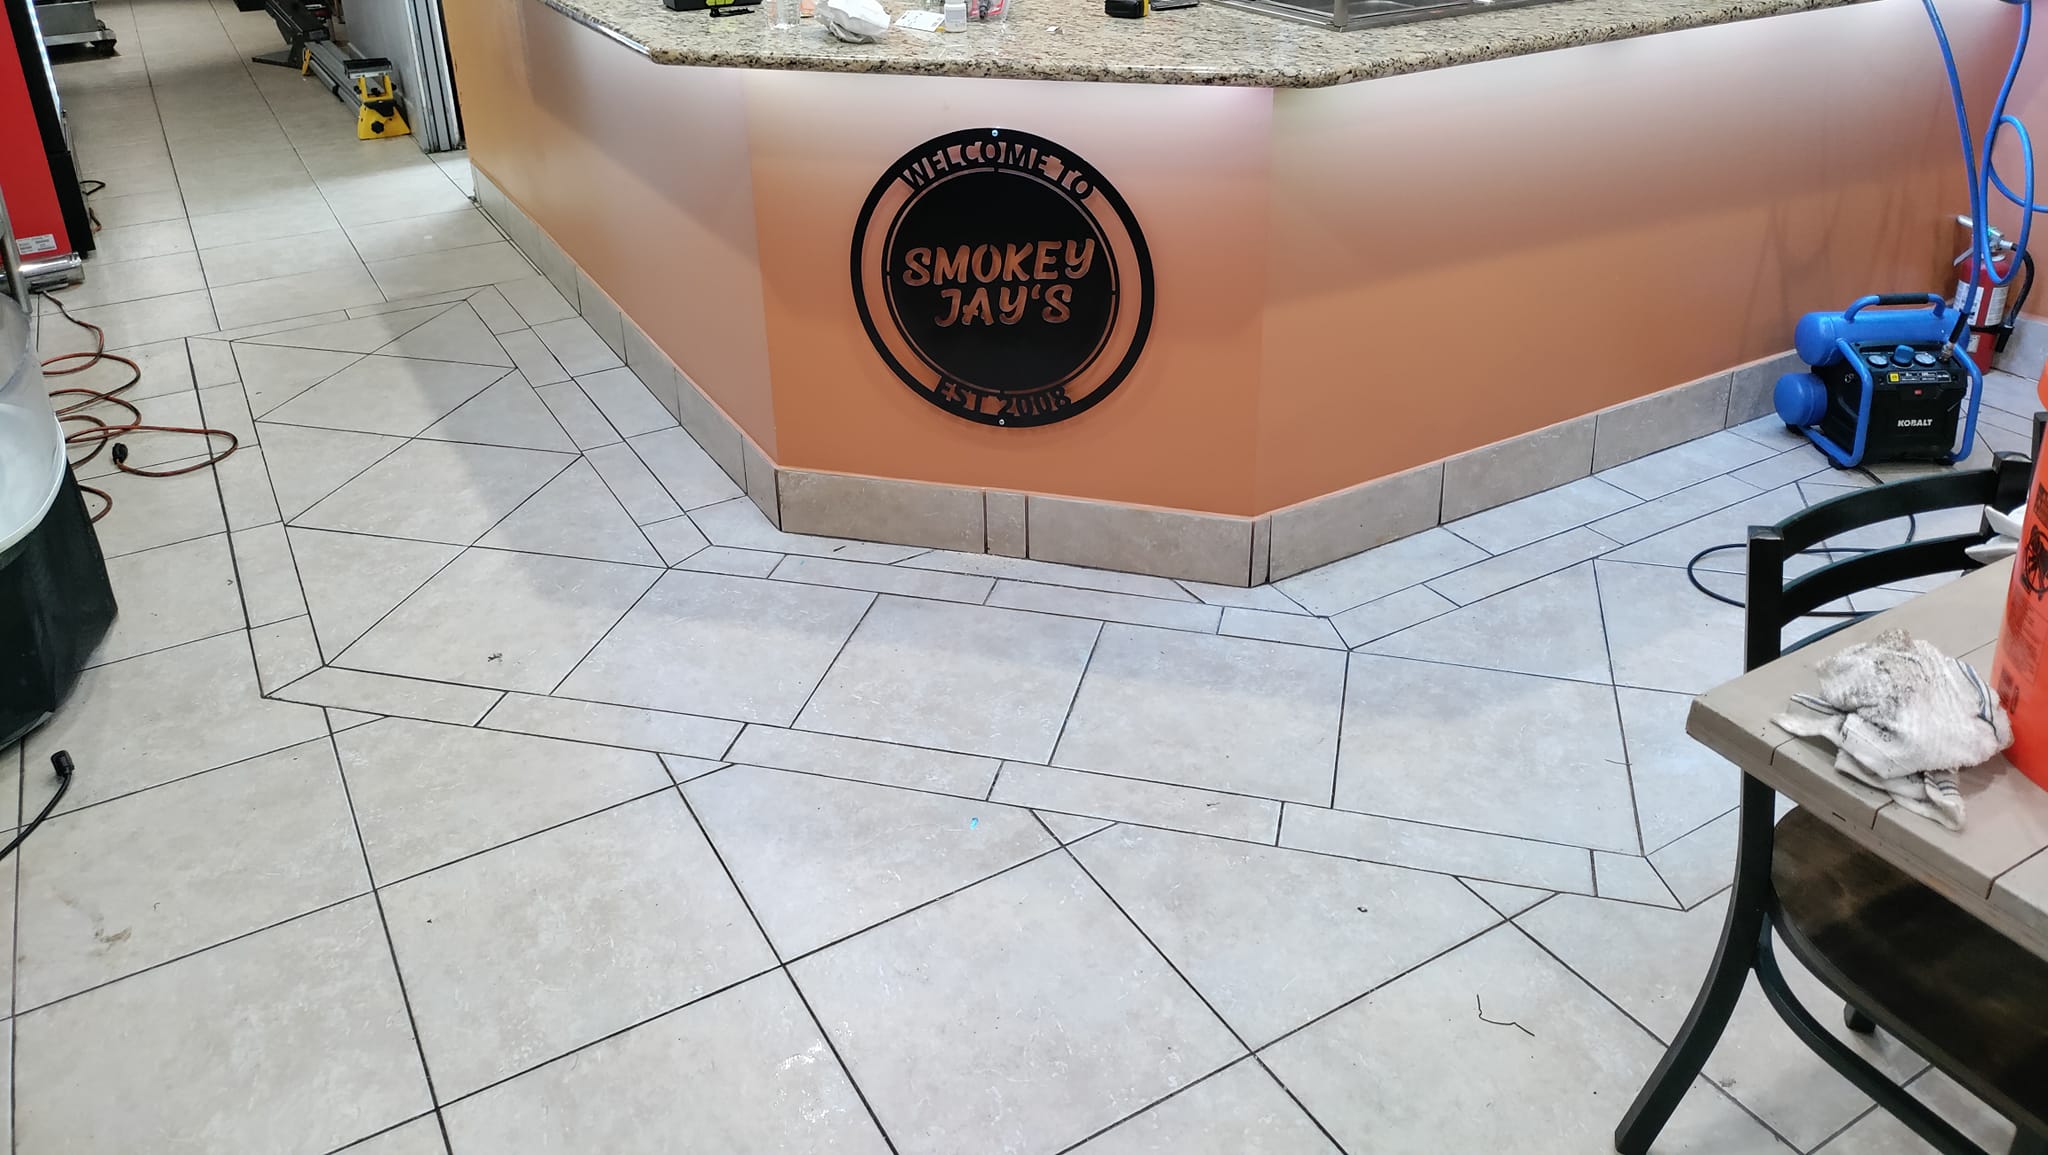 WELCOME TO
SMOKEY
JAY'S
EST 2008
KOBALT